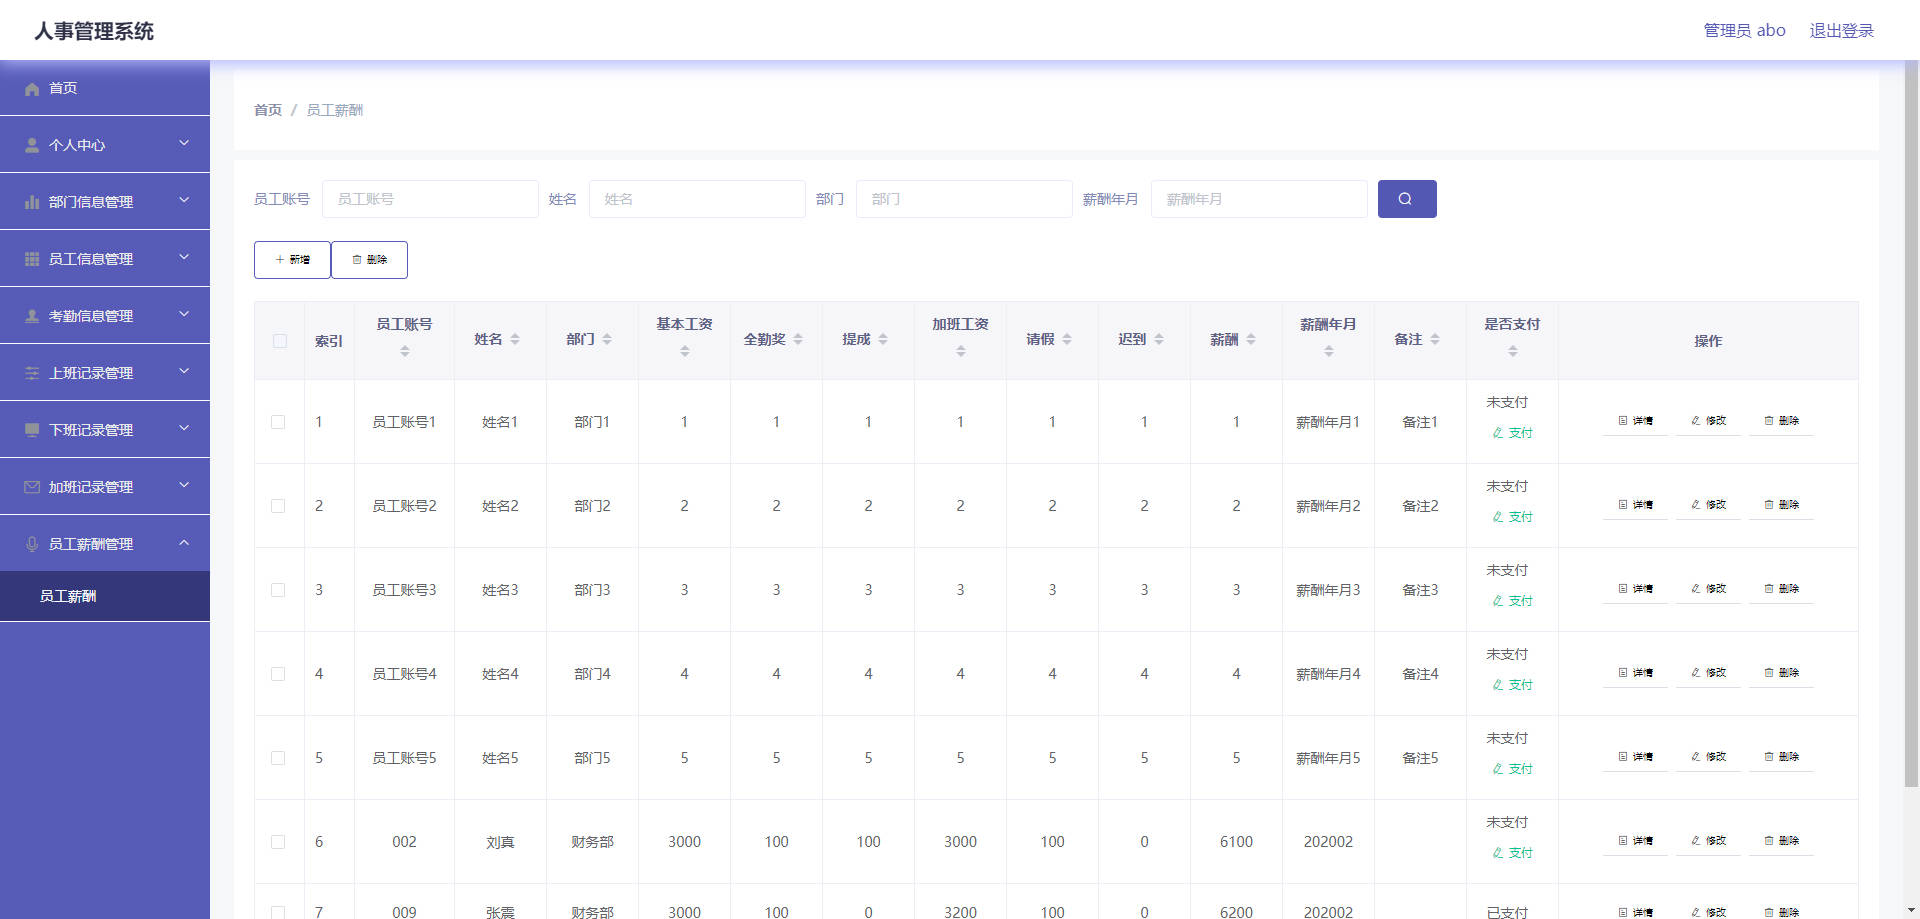 人事管理系统
管理员 abo 退出登录
首页
个人中心
部门信息管理
员工信息管理
考勤信息管理
上班记录管理
下班记录管理
加班记录管理
员工薪酬管理
员工薪酬
首页 / 员工薪酬
员工账号 员工账号 姓名 姓名 部门 部门 薪酬年月 薪酬年月
新增 删除
索引 员工账号 姓名 部门 基本工资 全勤奖 提成 加班工资 请假 迟到 薪酬 薪酬年月 备注 是否支付 操作
1 员工账号1 姓名1 部门1 1 1 1 1 1 1 1 薪酬年月1 备注1 未支付 支付 详情 修改 删除
2 员工账号2 姓名2 部门2 2 2 2 2 2 2 2 薪酬年月2 备注2 未支付 支付 详情 修改 删除
3 员工账号3 姓名3 部门3 3 3 3 3 3 3 3 薪酬年月3 备注3 未支付 支付 详情 修改 删除
4 员工账号4 姓名4 部门4 4 4 4 4 4 4 4 薪酬年月4 备注4 未支付 支付 详情 修改 删除
5 员工账号5 姓名5 部门5 5 5 5 5 5 5 5 薪酬年月5 备注5 未支付 支付 详情 修改 删除
6 002 刘真 财务部 3000 100 100 3000 100 0 6100 202002 未支付 支付 详情 修改 删除
7 009 张震 财务部 3000 100 0 3200 100 0 6200 202002 已支付 详情 修改 删除